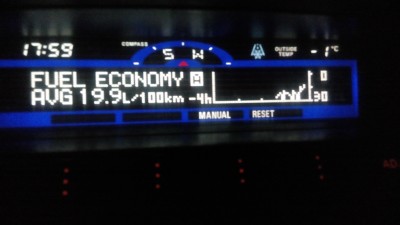 17:59 COMPASS S W OUTSIDE TEMP -1°C
FUEL ECONOMY A 0
AVG 19.9L/100km -4h 30
MANUAL RESET